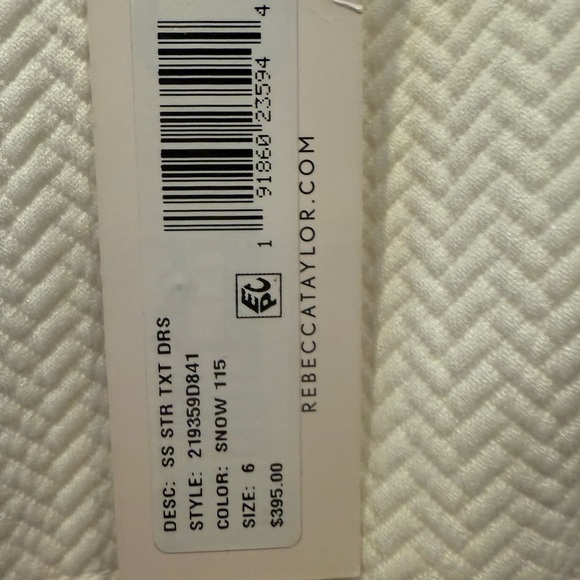 DESC: SS STR TXT DRS
STYLE: 219359D841
COLOR: SNOW 115
SIZE: 6
$395.00
EPC
1 91860 23594 4
REBECCATAYLOR.COM